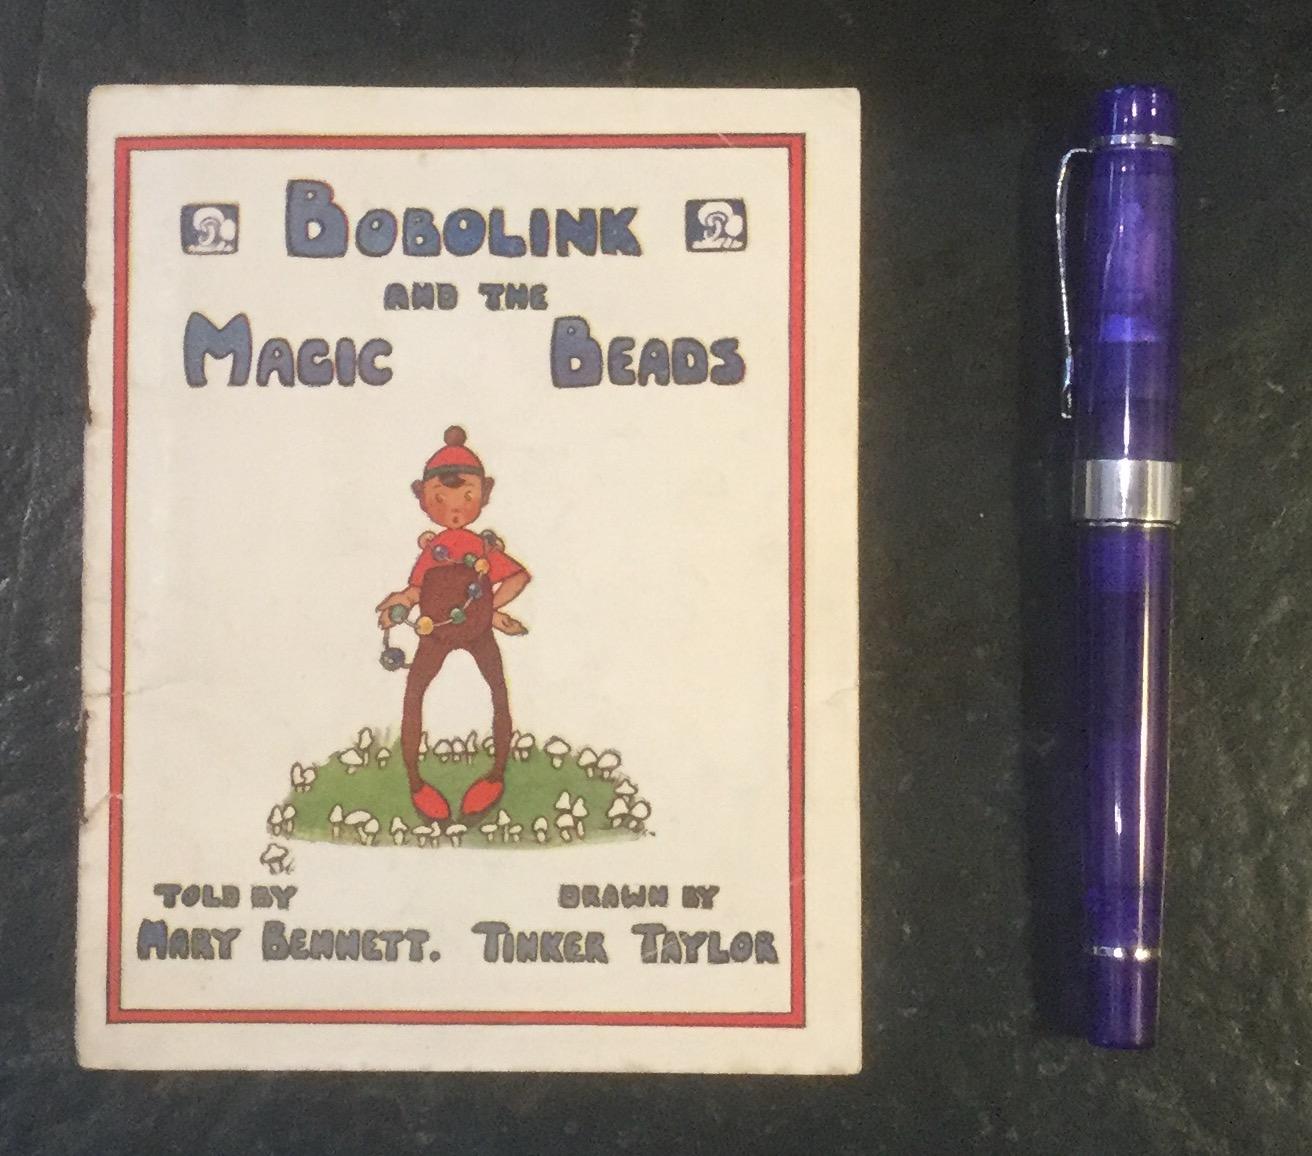 BOBOLINK
AND THE
MAGIC BEADS
TOLD BY DRAWN BY
MARY BENNETT. TINKER TAYLOR